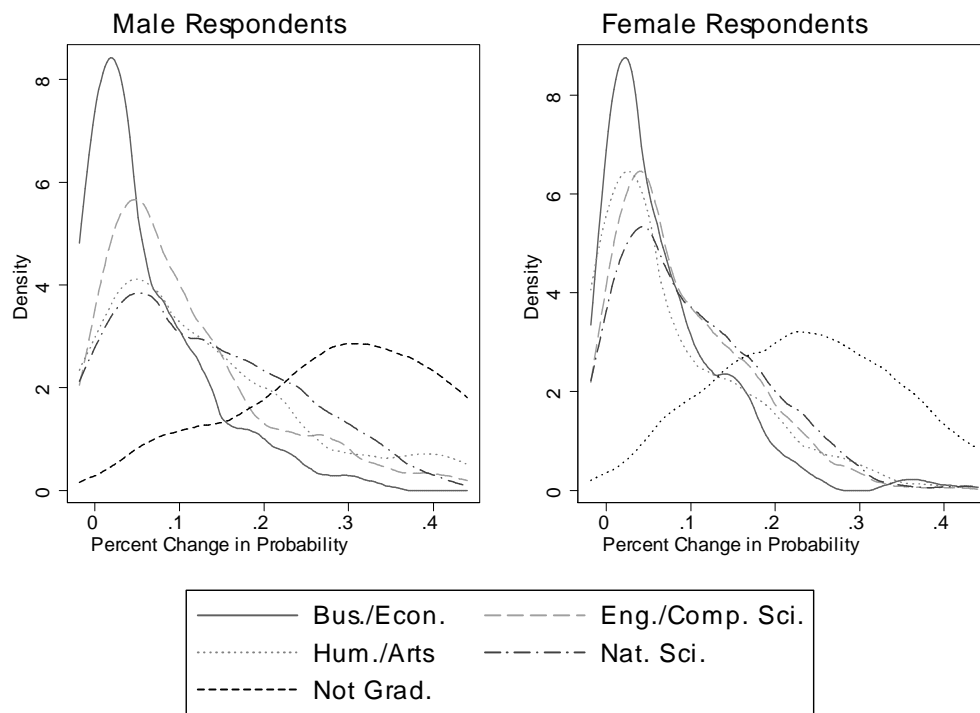 Male Respondents
Female Respondents
Density
8
6
4
2
0
0 .1 .2 .3 .4
Percent Change in Probability
Density
8
6
4
2
0
0 .1 .2 .3 .4
Percent Change in Probability
Bus./Econ. Eng./Comp. Sci.
Hum./Arts Nat. Sci.
Not Grad.